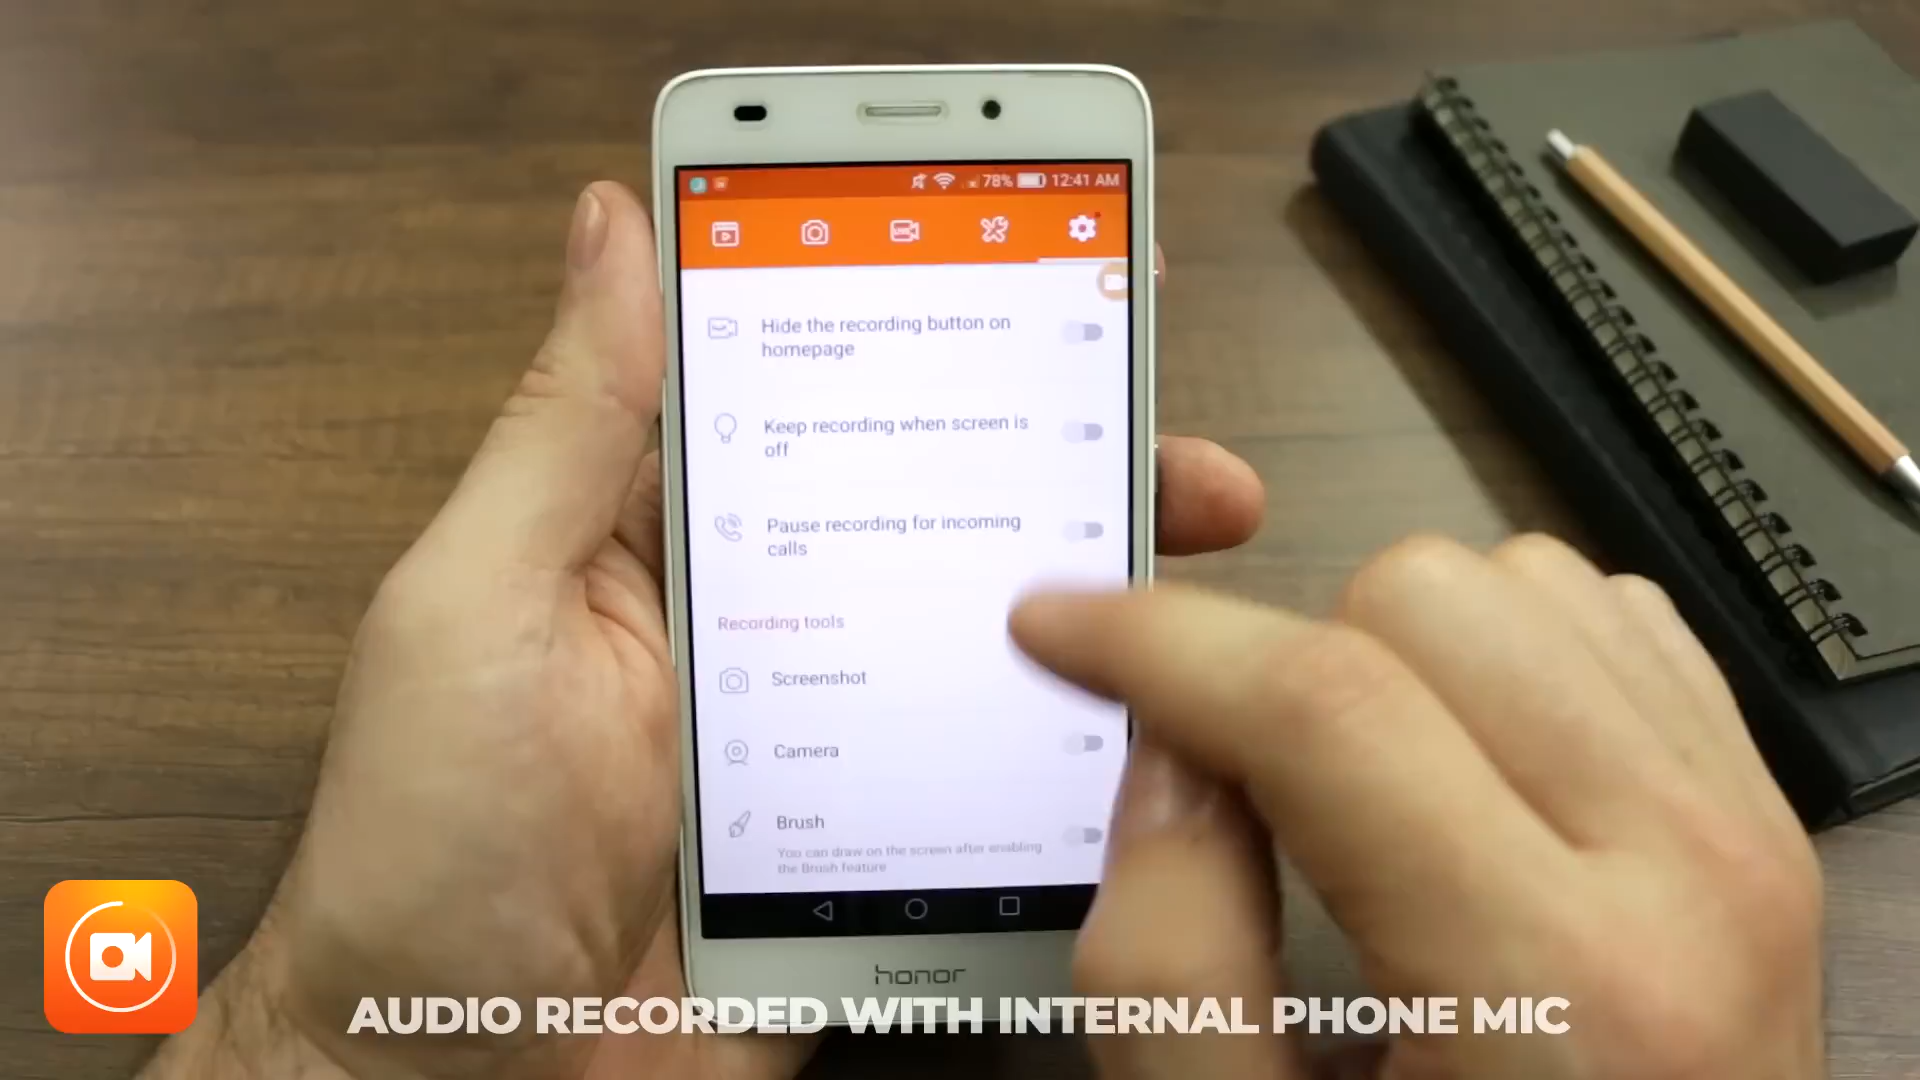 78% 12:41 AM
Hide the recording button on
homepage
Keep recording when screen is
off
Pause recording for incoming
calls
Recording tools
Screenshot
Camera
Brush
You can draw on the screen after enabling
the Brush feature
honor
AUDIO RECORDED WITH INTERNAL PHONE MIC